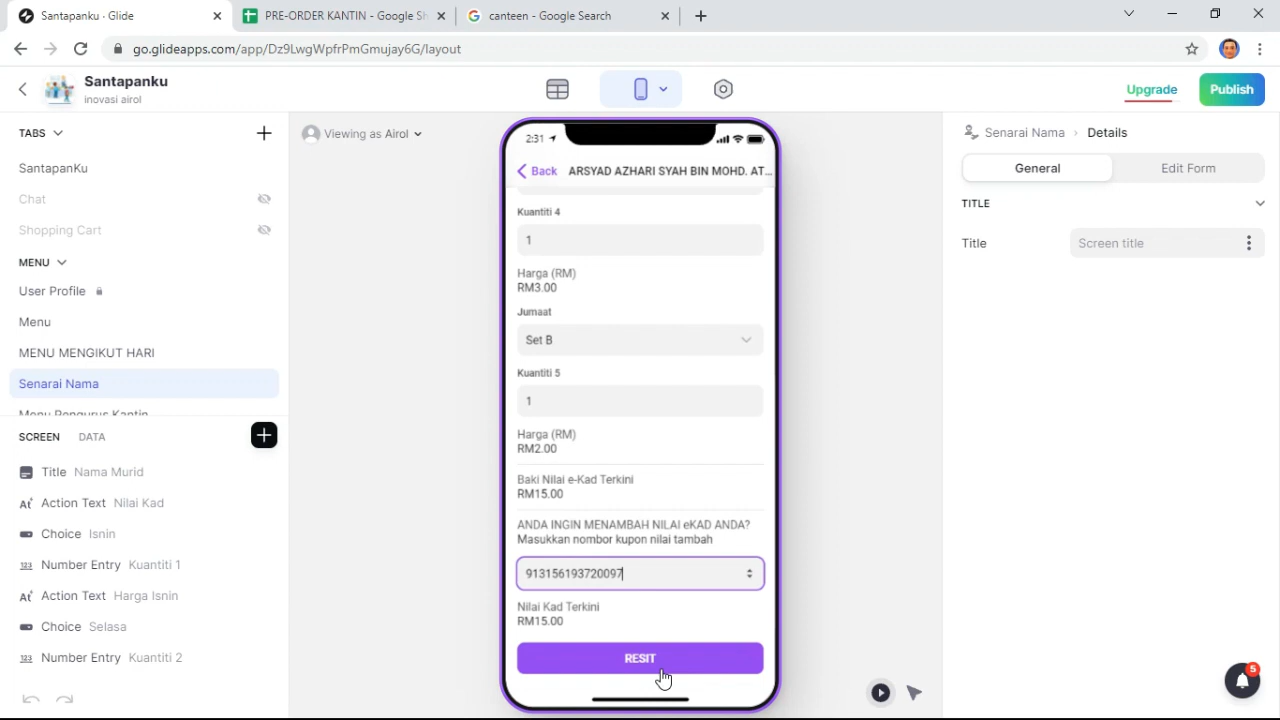 Santapanku - Glide
PRE-ORDER KANTIN - Google Sh
canteen - Google Search
go.glideapps.com/app/Dz9LwgWpfrPmGmujay6G/layout
Santapanku
inovasi airol
Upgrade
Publish
TABS
SantapanKu
Chat
Shopping Cart
MENU
User Profile
Menu
MENU MENGIKUT HARI
Senarai Nama
Menu Pengurus Kantin
SCREEN DATA
Title Nama Murid
Action Text Nilai Kad
Choice Isnin
Number Entry Kuantiti 1
Action Text Harga Isnin
Choice Selasa
Number Entry Kuantiti 2
Viewing as Airol
2:31
Back ARSYAD AZHARI SYAH BIN MOHD. AT...
Kuantiti 4
1
Harga (RM)
RM3.00
Jumaat
Set B
Kuantiti 5
1
Harga (RM)
RM2.00
Baki Nilai e-Kad Terkini
RM15.00
ANDA INGIN MENAMBAH NILAI eKAD ANDA?
Masukkan nombor kupon nilai tambah
913156193720097
Nilai Kad Terkini
RM15.00
RESIT
Senarai Nama › Details
General Edit Form
TITLE
Title Screen title
5